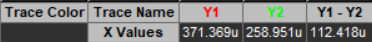 Trace Color Trace Name Y1 Y2 Y1 - Y2
X Values 371.369u 258.951u 112.418u